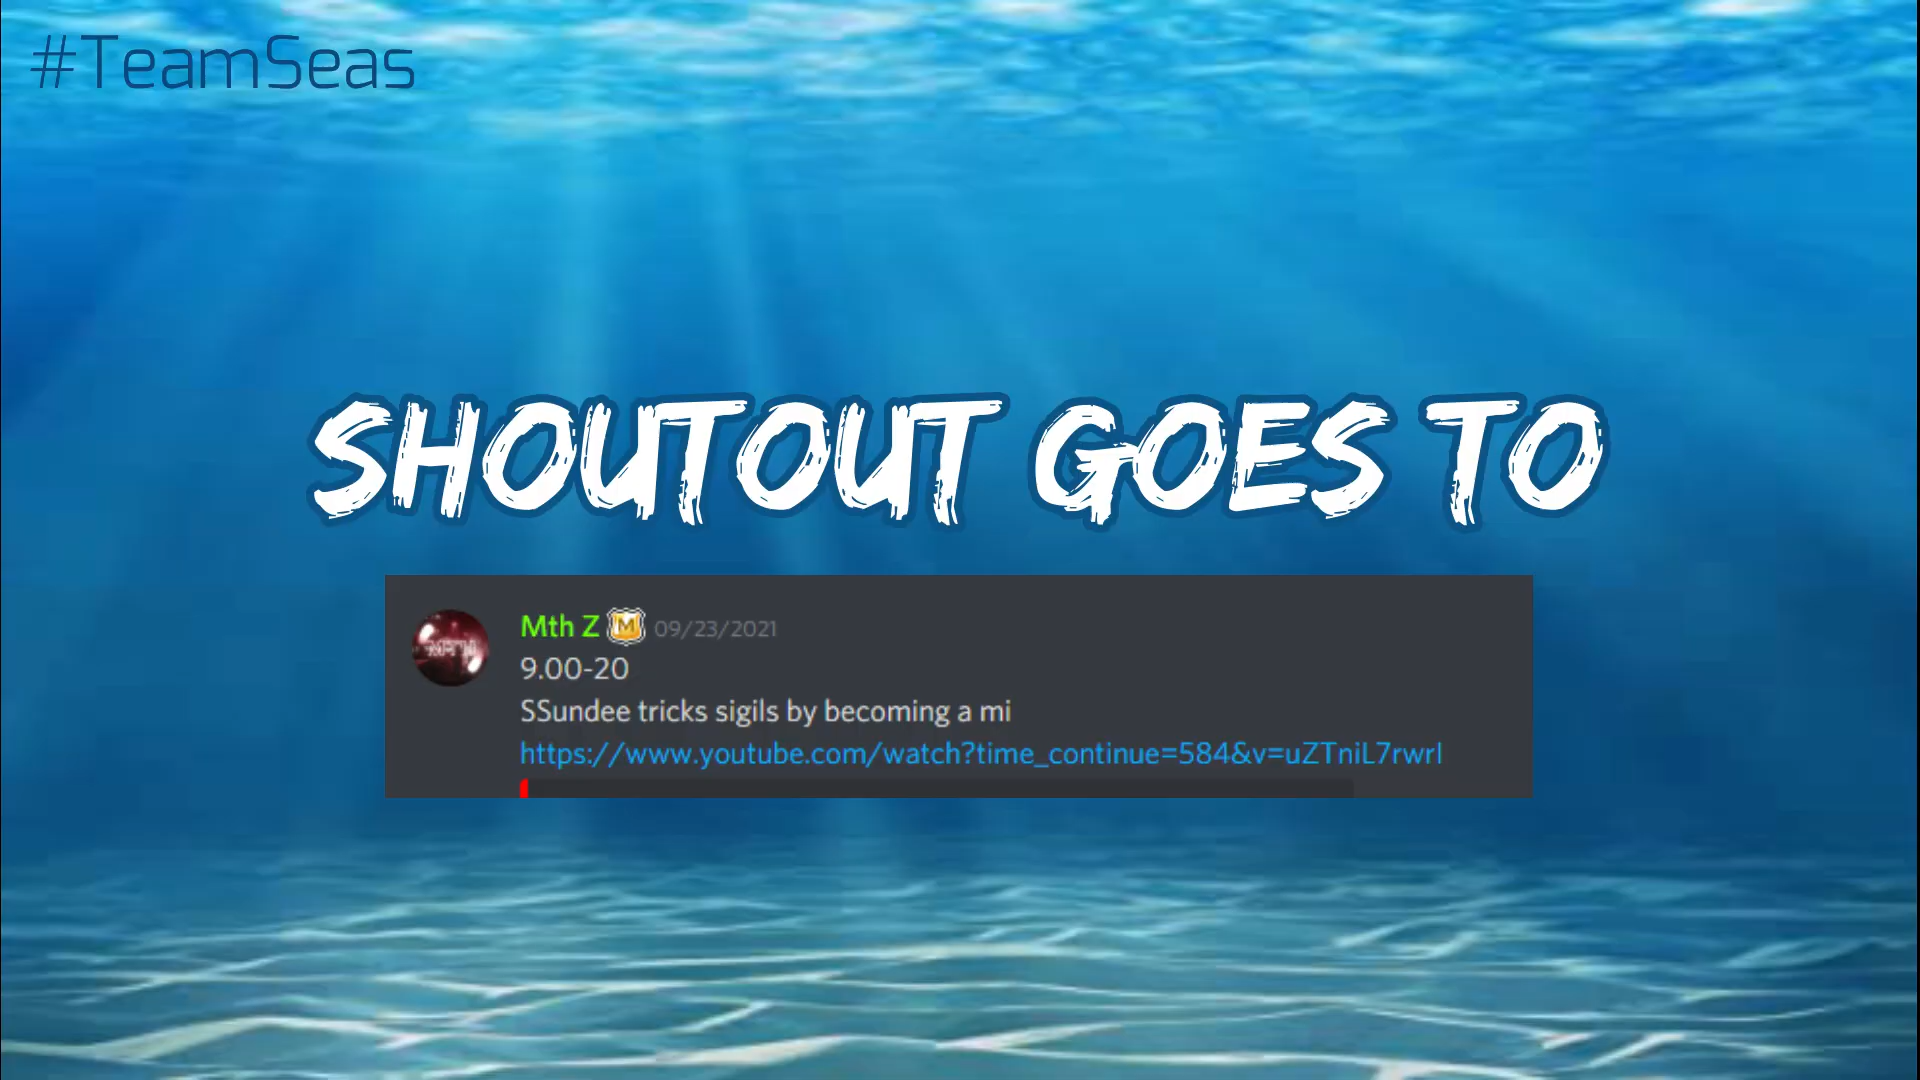 #TeamSeas
SHOUTOUT GOES TO
Mth Z M 09/23/2021
9.00-20
SSundee tricks sigils by becoming a mi
https://www.youtube.com/watch?time_continue=584&v=uZTniL7rwrI